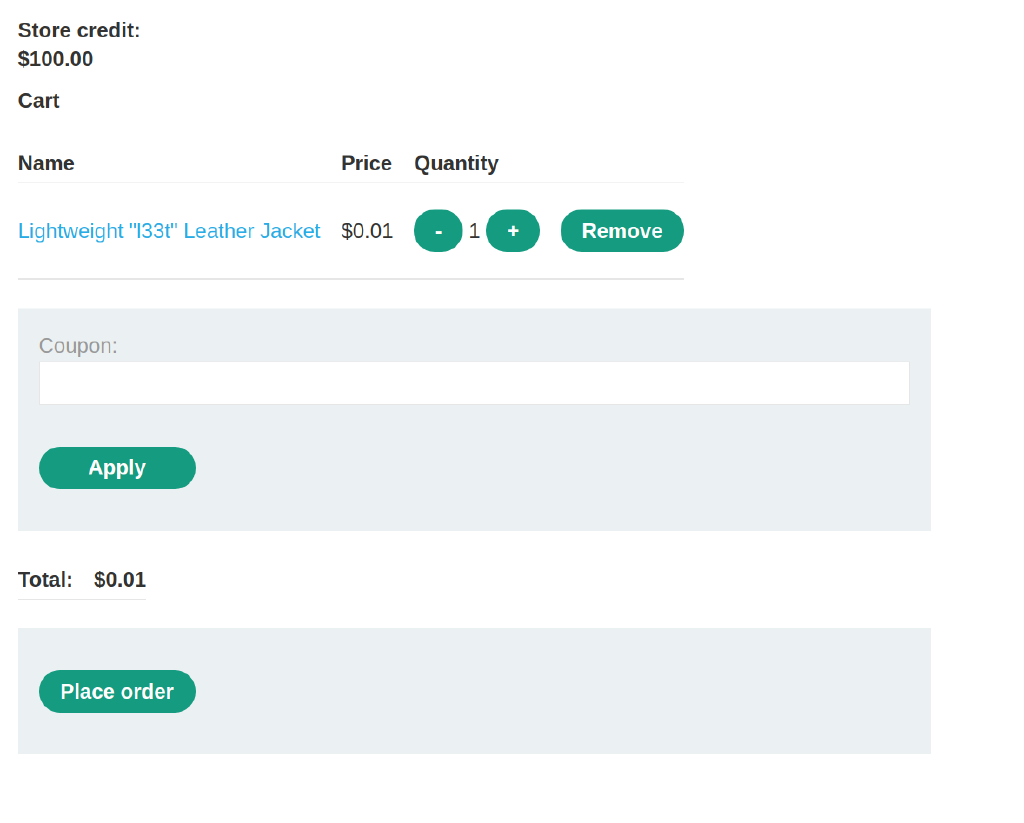 Store credit:
$100.00
Cart
Name Price Quantity
Lightweight "l33t" Leather Jacket $0.01 - 1 + Remove
Coupon:
Apply
Total: $0.01
Place order